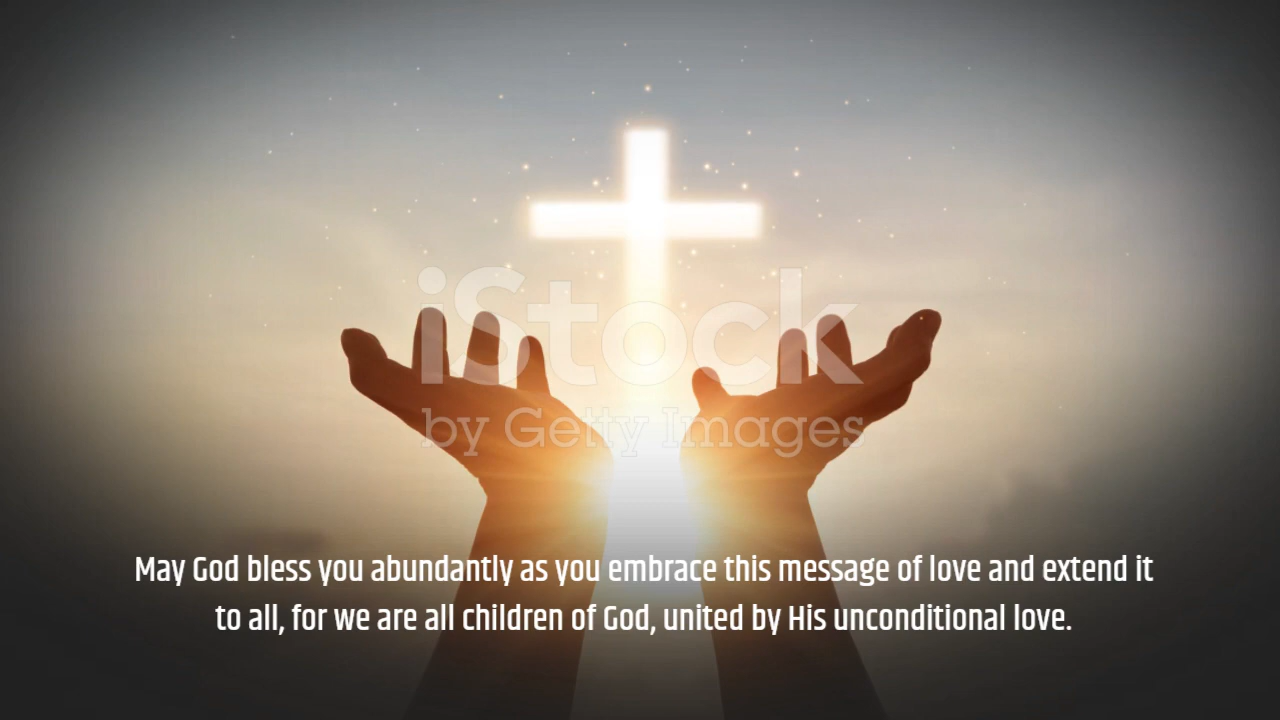 iStock
by Getty Images
May God bless you abundantly as you embrace this message of love and extend it
to all, for we are all children of God, united by His unconditional love.